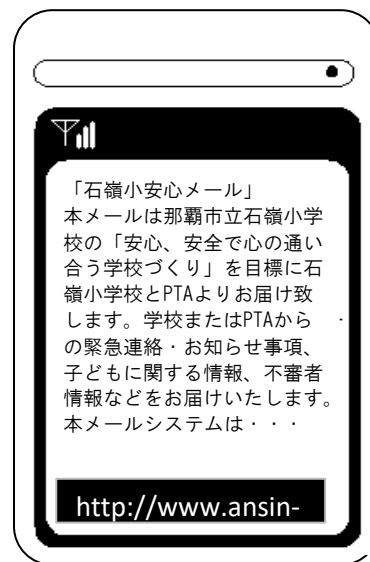 「石嶺小安心メール」
本メールは那覇市立石嶺小学
校の「安心、安全で心の通い
合う学校づくり」を目標に石
嶺小学校とPTAよりお届け致
します。学校またはPTAから
の緊急連絡・お知らせ事項、
子どもに関する情報、不審者
情報などをお届けいたします。
本メールシステムは・・・
http://www.ansin-